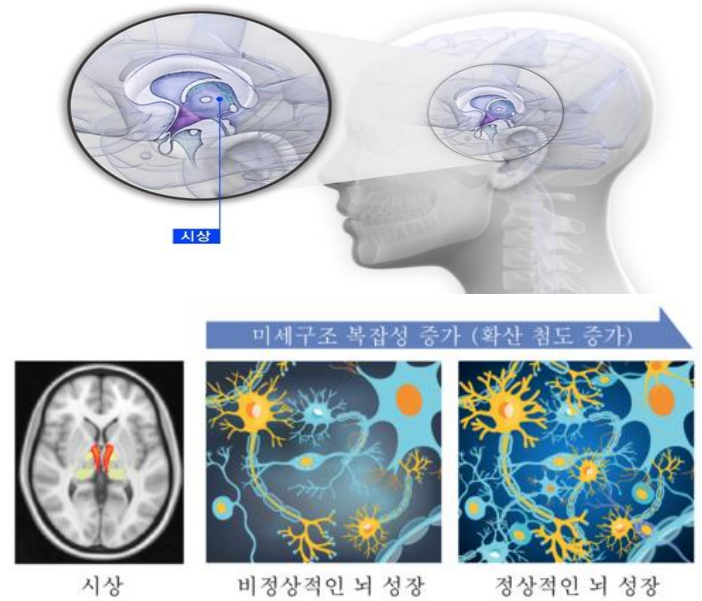 시상
미세구조 복잡성 증가 (확산 첨도 증가)
시상
비정상적인 뇌 성장
정상적인 뇌 성장